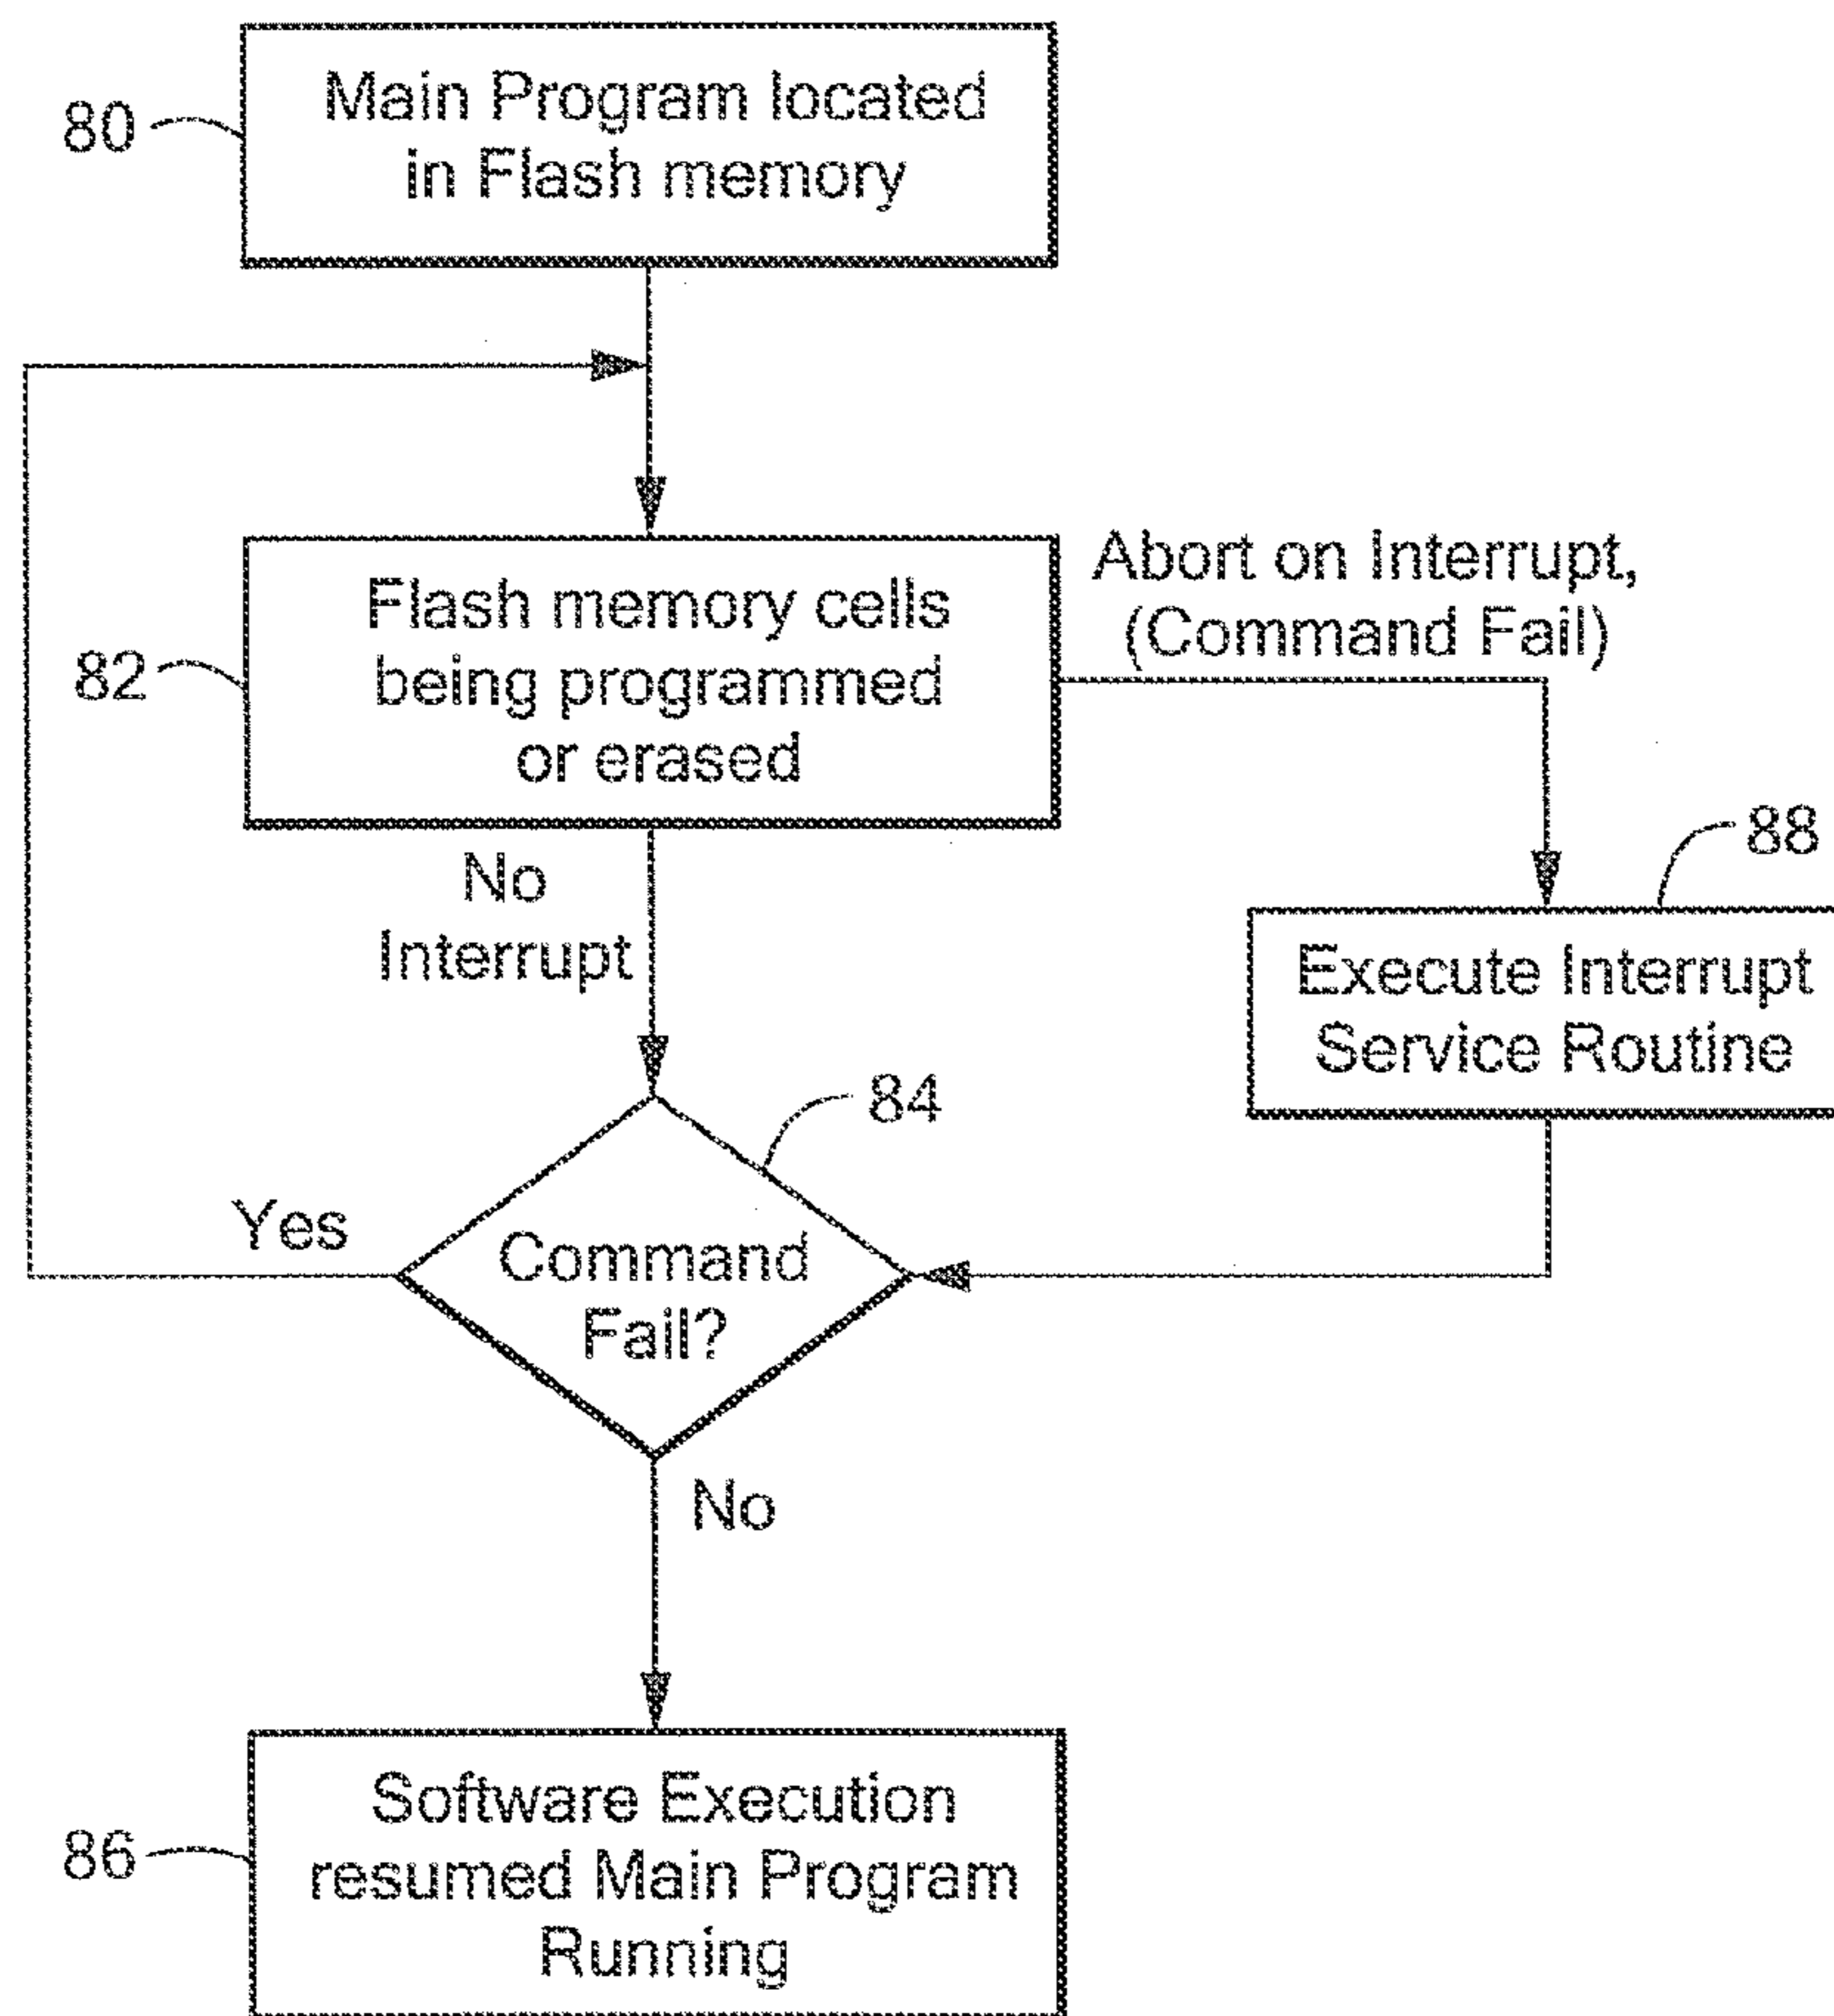 80
Main Program located
in Flash memory
82
Flash memory cells
being programmed
or erased
Abort on Interrupt,
(Command Fail)
No
Interrupt
88
Execute Interrupt
Service Routine
84
Yes
Command
Fail?
No
86
Software Execution
resumed Main Program
Running